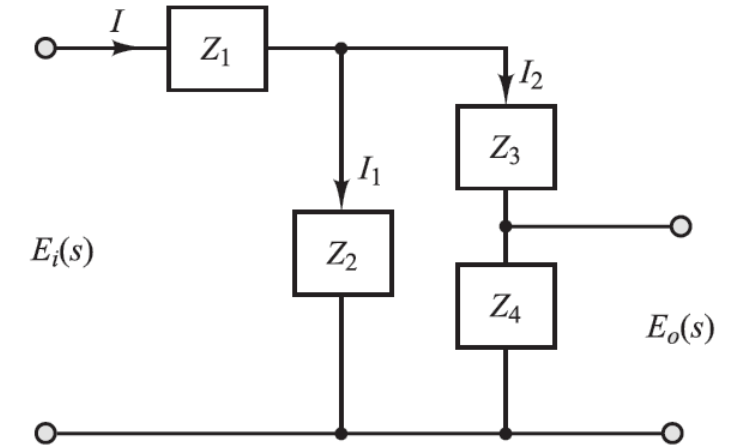 I
Z₁
I₂
Z₃
I₁
Eᵢ(s)
Z₂
Z₄
Eₒ(s)